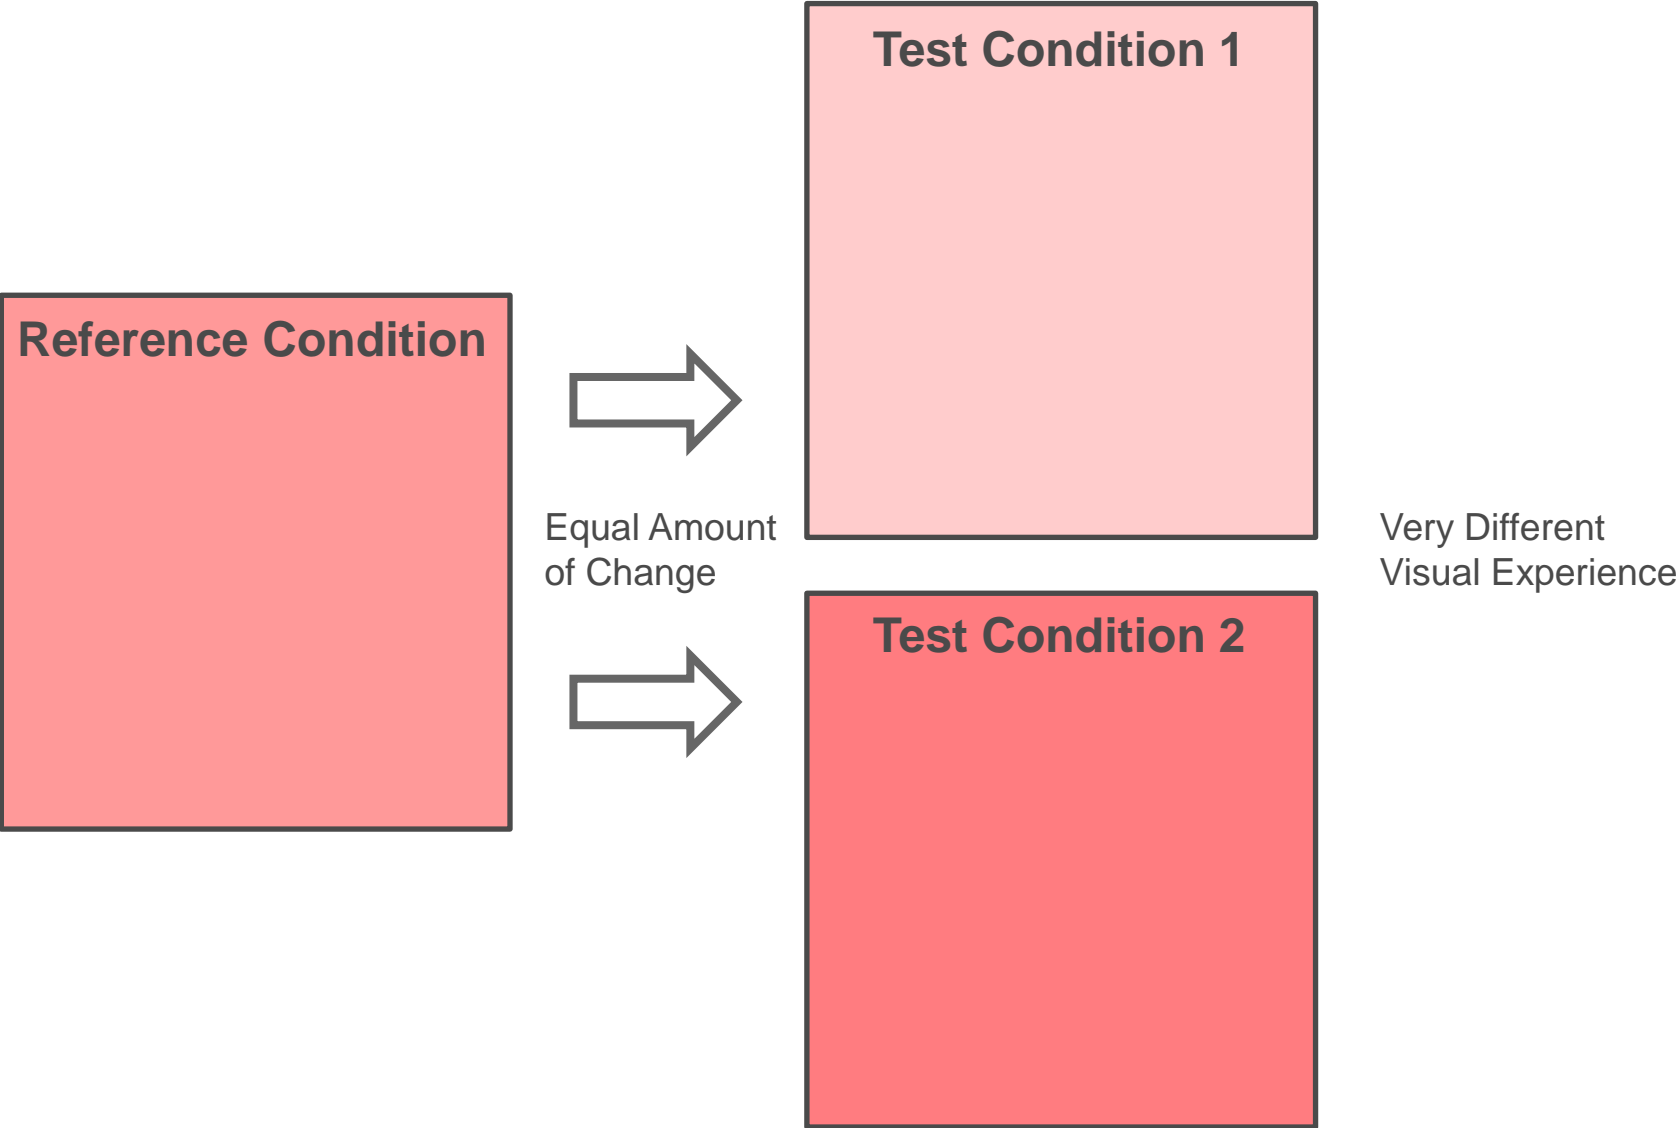 Reference Condition
Equal Amount
of Change
Test Condition 1
Test Condition 2
Very Different
Visual Experience